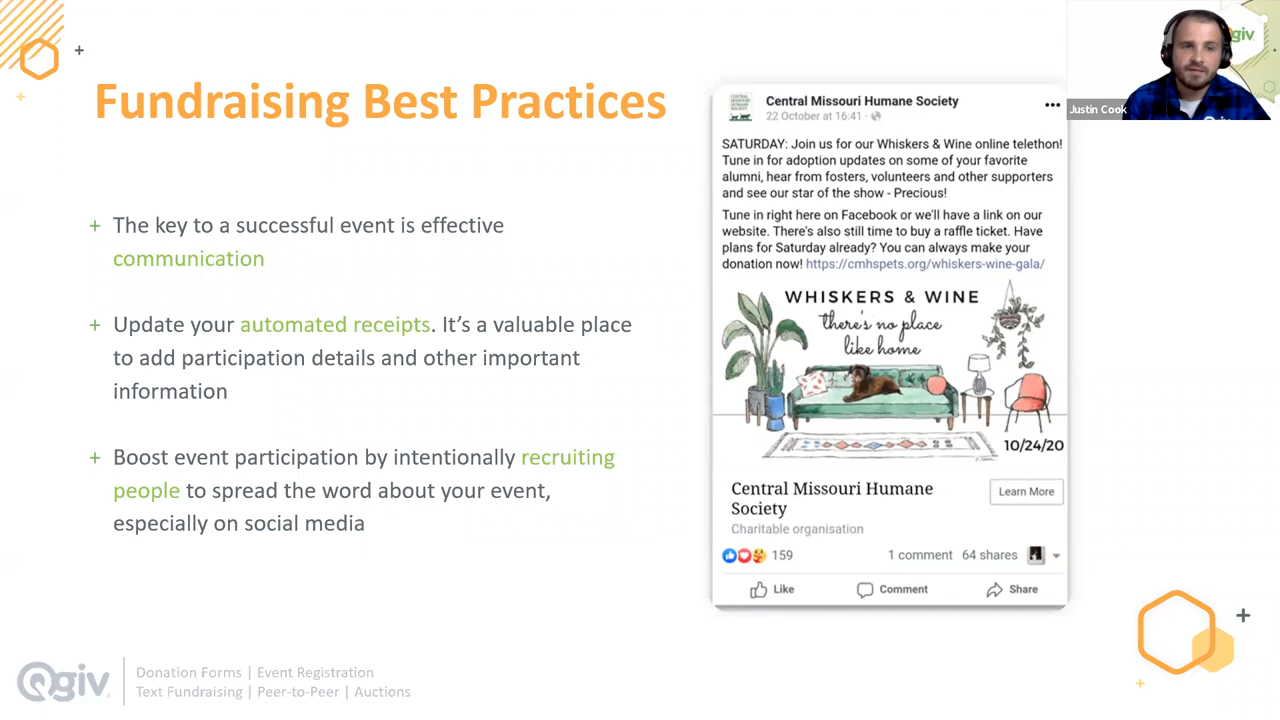 Fundraising Best Practices
+ The key to a successful event is effective
communication
+ Update your automated receipts. It’s a valuable place
to add participation details and other important
information
+ Boost event participation by intentionally recruiting
people to spread the word about your event,
especially on social media
Qgiv
Donation Forms | Event Registration
Text Fundraising | Peer-to-Peer | Auctions
Central Missouri Humane Society
22 October at 16:41 ·
SATURDAY: Join us for our Whiskers & Wine online telethon!
Tune in for adoption updates on some of your favorite
alumni, hear from fosters, volunteers and other supporters
and see our star of the show - Precious!
Tune in right here on Facebook or we'll have a link on our
website. There's also still time to buy a raffle ticket. Have
plans for Saturday already? You can always make your
donation now! https://cmhspets.org/whiskers-wine-gala/
WHISKERS & WINE
there's no place
like home
10/24/20
Central Missouri Humane
Society
Learn More
Charitable organisation
159
1 comment 64 shares
Like Comment Share
giv
Justin Cook